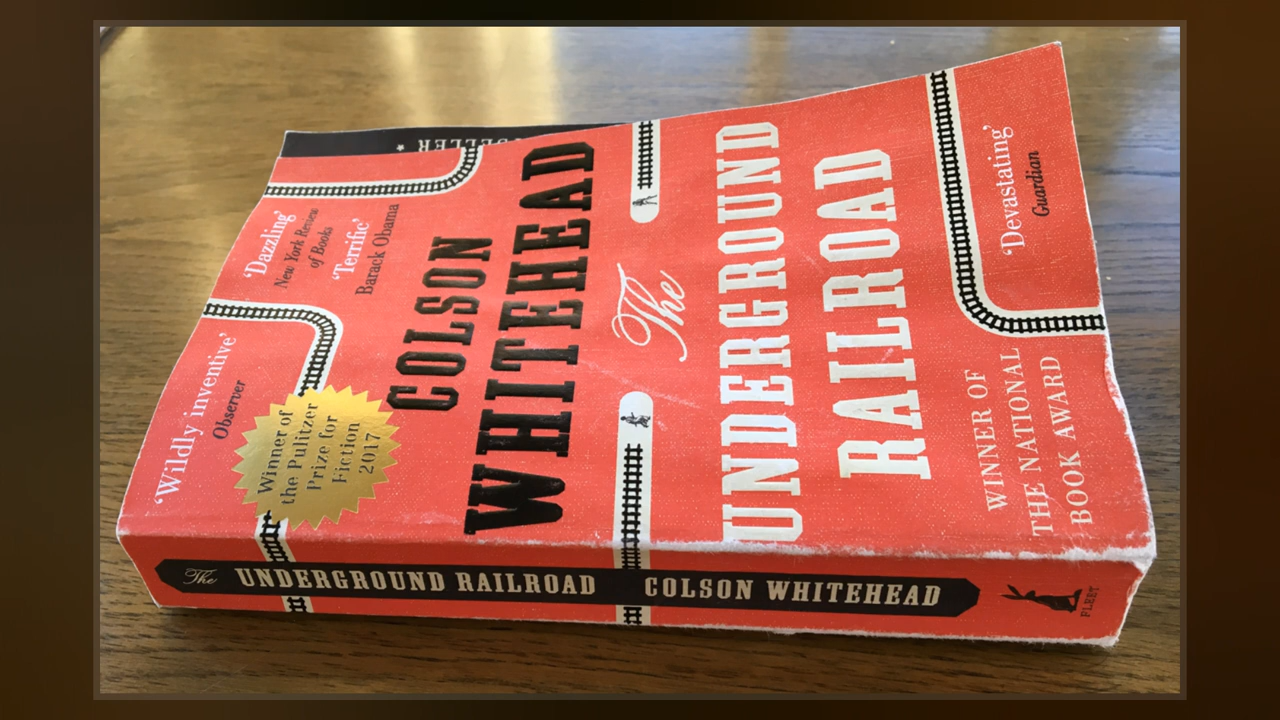 SELLER ★
'Dazzling'
New York Review
of Books
'Terrific'
Barack Obama
'Wildly inventive'
Observer
Winner of
the Pulitzer
Prize for
Fiction
2017
COLSON
WHITEHEAD
The
UNDERGROUND
RAILROAD
'Devastating'
Guardian
WINNER OF
THE NATIONAL
BOOK AWARD
The UNDERGROUND RAILROAD COLSON WHITEHEAD
FLEET